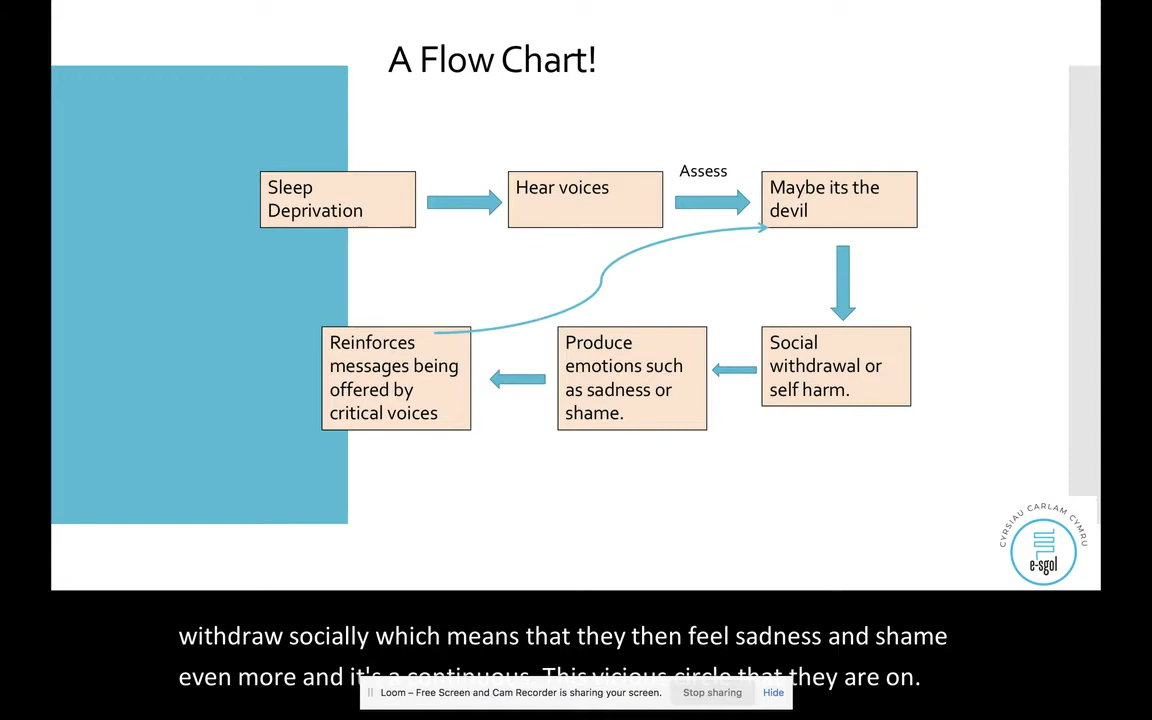 A Flow Chart!
Sleep
Deprivation
Hear voices
Assess
Maybe its the
devil
Reinforces
messages being
offered by
critical voices
Produce
emotions such
as sadness or
shame.
Social
withdrawal or
self harm.
CYRSIAU CARLAM CYMRU
e-sgol
withdraw socially which means that they then feel sadness and shame
even more and it's a continuous. This vicious circle that they are on.
Loom – Free Screen and Cam Recorder is sharing your screen.
Stop sharing
Hide